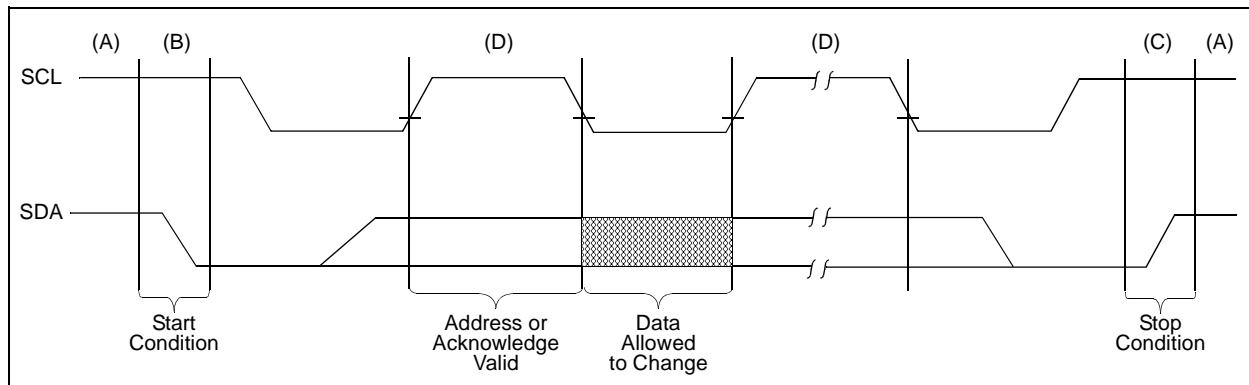 (A) (B) (D) (D) (C) (A)
SCL
SDA
Start
Condition
Address or
Acknowledge
Valid
Data
Allowed
to Change
Stop
Condition